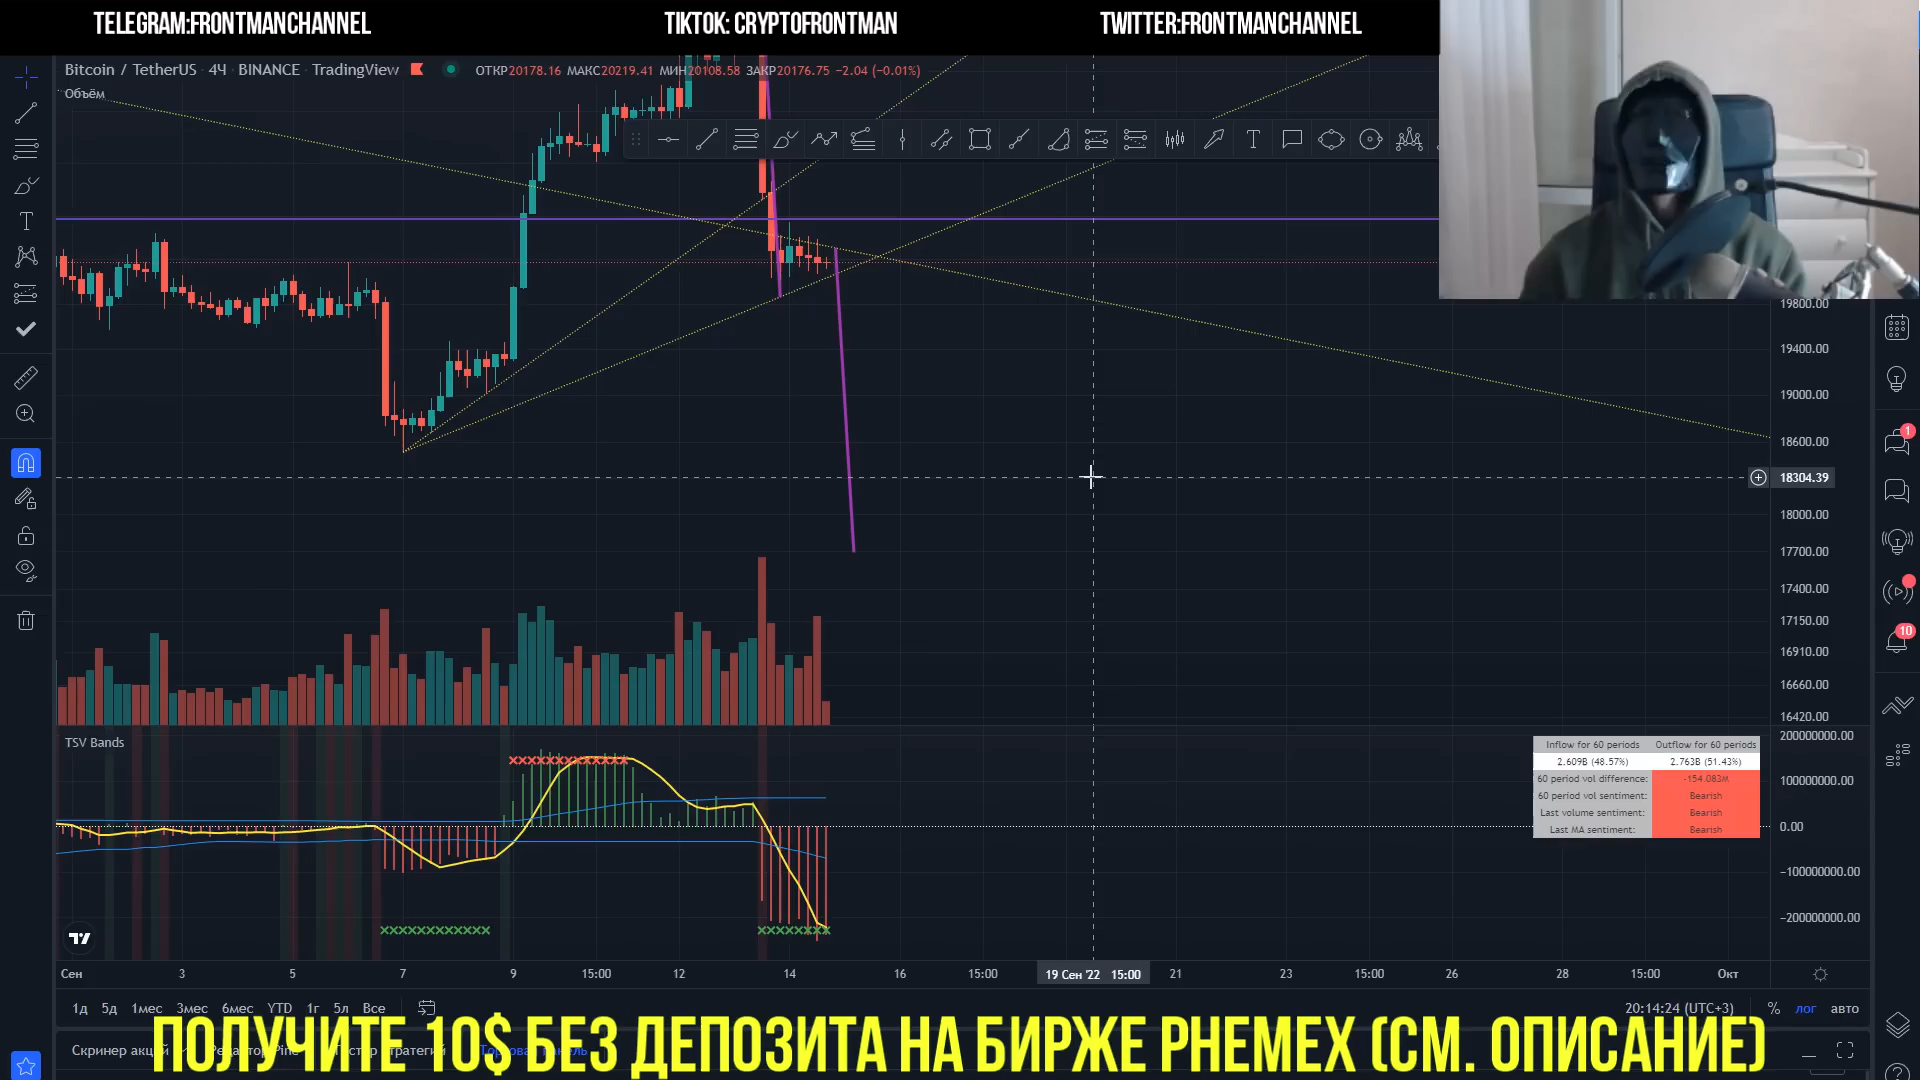 TELEGRAM:FRONTMANCHANNEL
TIKTOK: CRYPTOFRONTMAN
TWITTER:FRONTMANCHANNEL
Bitcoin / TetherUS · 4Ч · BINANCE · TradingView
ОТКР20178.16 МАКС20219.41 МИН20108.58 ЗАКР20176.75 −2.04 (−0.01%)
Объём
19800.00
19400.00
19000.00
18600.00
18304.39
18000.00
17700.00
17400.00
17150.00
16910.00
16660.00
16420.00
1
10
TSV Bands
200000000.00
100000000.00
0.00
−100000000.00
−200000000.00
Inflow for 60 periods Outflow for 60 periods
2.609B (48.57%) 2.763B (51.43%)
60 period vol difference: -154.083M
60 period vol sentiment: Bearish
Last volume sentiment: Bearish
Last MA sentiment: Bearish
Сен 3 5 7 9 15:00 12 14 16 15:00 19 Сен '22 15:00 21 23 15:00 26 28 15:00 Окт
1д 5д 1мес 3мес 6мес YTD 1г 5л Все
20:14:24 (UTC+3) % лог авто
Скринер акций
ПОЛУЧИТЕ 10$ БЕЗ ДЕПОЗИТА НА БИРЖЕ PHEMEX (СМ. ОПИСАНИЕ)